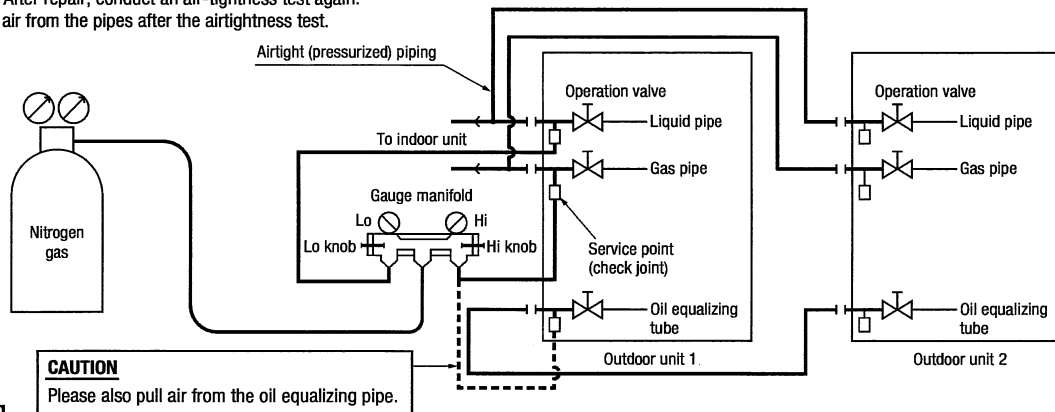 After repair, conduct an air-tightness test again.
air from the pipes after the airtightness test.
Airtight (pressurized) piping
Operation valve
Operation valve
Liquid pipe
Liquid pipe
To indoor unit
Gas pipe
Gas pipe
Gauge manifold
Lo
Hi
Lo knob
Hi knob
Nitrogen
gas
Service point
(check joint)
Oil equalizing
tube
Oil equalizing
tube
Outdoor unit 1
Outdoor unit 2
CAUTION
Please also pull air from the oil equalizing pipe.